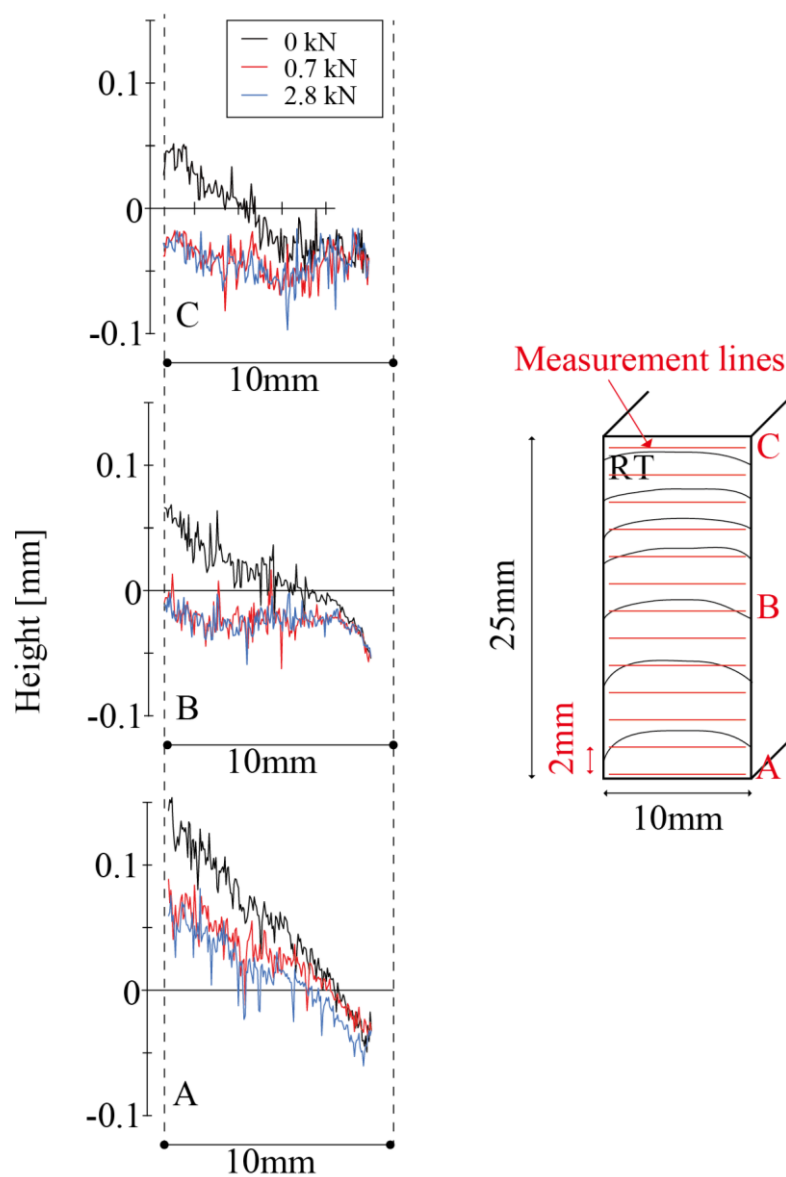 0 kN
0.7 kN
2.8 kN
0.1
0
-0.1
C
10mm
0.1
0
-0.1
B
10mm
0.1
0
-0.1
A
10mm
Height [mm]
Measurement lines
C
RT
B
25mm
2mm
A
10mm